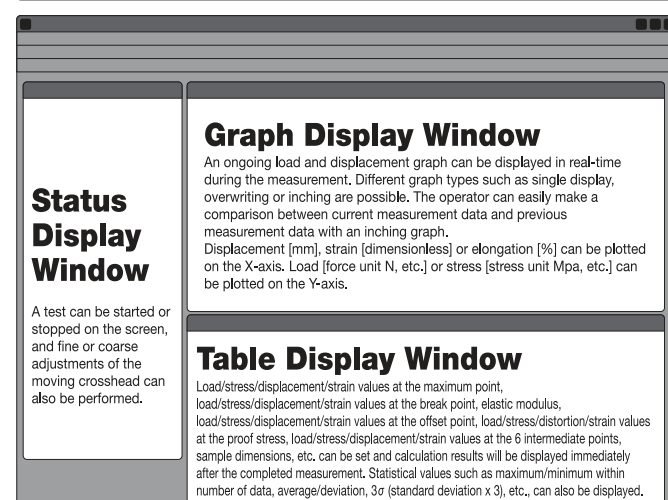 Status
Display
Window
A test can be started or
stopped on the screen,
and fine or coarse
adjustments of the
moving crosshead can
also be performed.
Graph Display Window
An ongoing load and displacement graph can be displayed in real-time
during the measurement. Different graph types such as single display,
overwriting or inching are possible. The operator can easily make a
comparison between current measurement data and previous
measurement data with an inching graph.
Displacement [mm], strain [dimensionless] or elongation [%] can be plotted
on the X-axis. Load [force unit N, etc.] or stress [stress unit Mpa, etc.] can
be plotted on the Y-axis.
Table Display Window
Load/stress/displacement/strain values at the maximum point,
load/stress/displacement/strain values at the break point, elastic modulus,
load/stress/displacement/strain values at the offset point, load/stress/distortion/strain values
at the proof stress, load/stress/displacement/strain values at the 6 intermediate points,
sample dimensions, etc. can be set and calculation results will be displayed immediately
after the completed measurement. Statistical values such as maximum/minimum within
number of data, average/deviation, 3σ (standard deviation x 3), etc., can also be displayed.